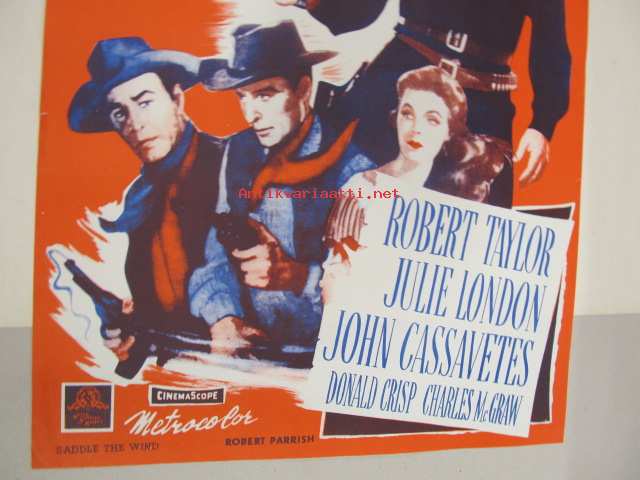 Antikvariaatti.net
ROBERT TAYLOR
JULIE LONDON
JOHN CASSAVETES
DONALD CRISP CHARLES McGRAW
CINEMASCOPE
Metrocolor
SADDLE THE WIND
ROBERT PARRISH